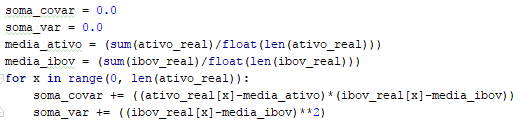 soma_covar = 0.0
soma_var = 0.0
media_ativo = (sum(ativo_real)/float(len(ativo_real)))
media_ibov = (sum(ibov_real)/float(len(ibov_real)))
for x in range(0, len(ativo_real)):
    soma_covar += ((ativo_real[x]-media_ativo)*(ibov_real[x]-media_ibov))
    soma_var += ((ibov_real[x]-media_ibov)**2)